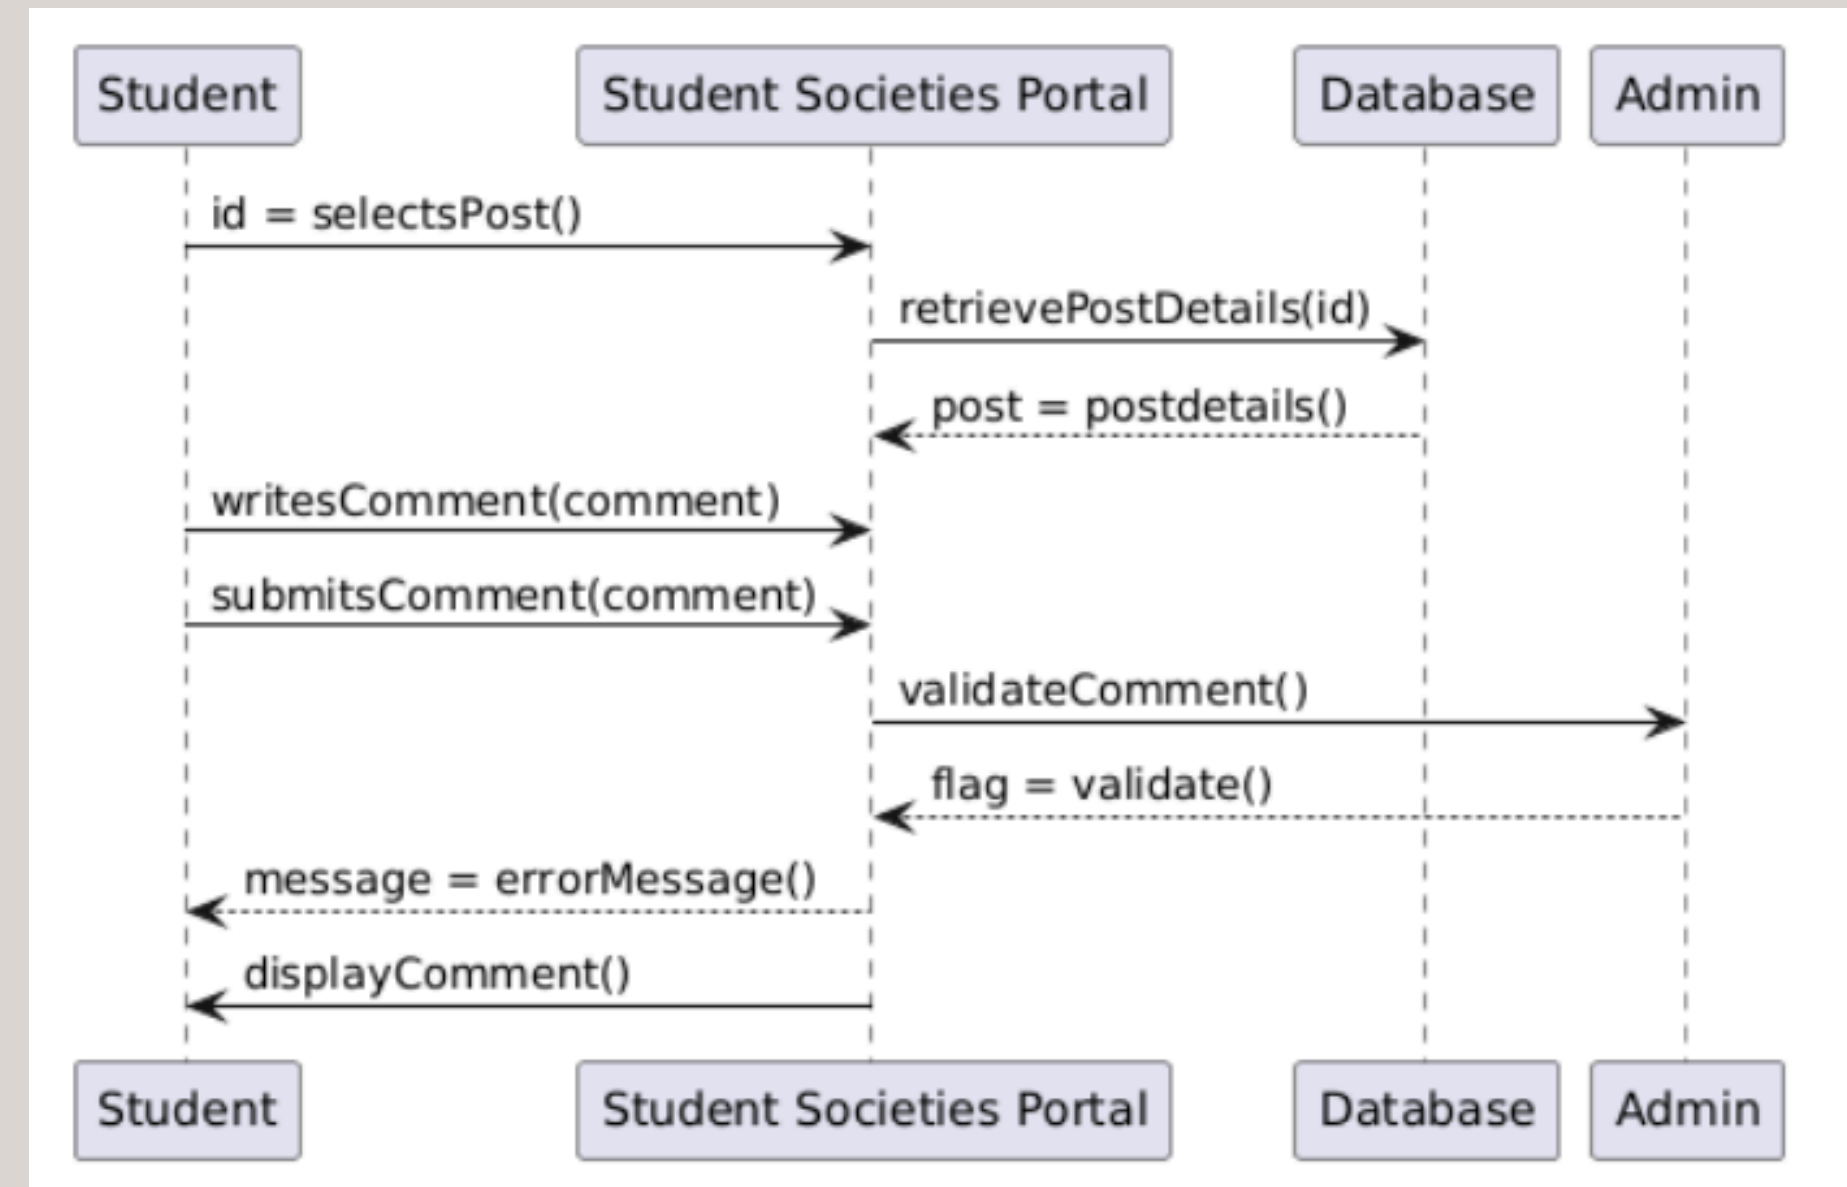 Student
Student Societies Portal
Database
Admin
id = selectsPost()
retrievePostDetails(id)
post = postdetails()
writesComment(comment)
submitsComment(comment)
validateComment()
flag = validate()
message = errorMessage()
displayComment()
Student
Student Societies Portal
Database
Admin